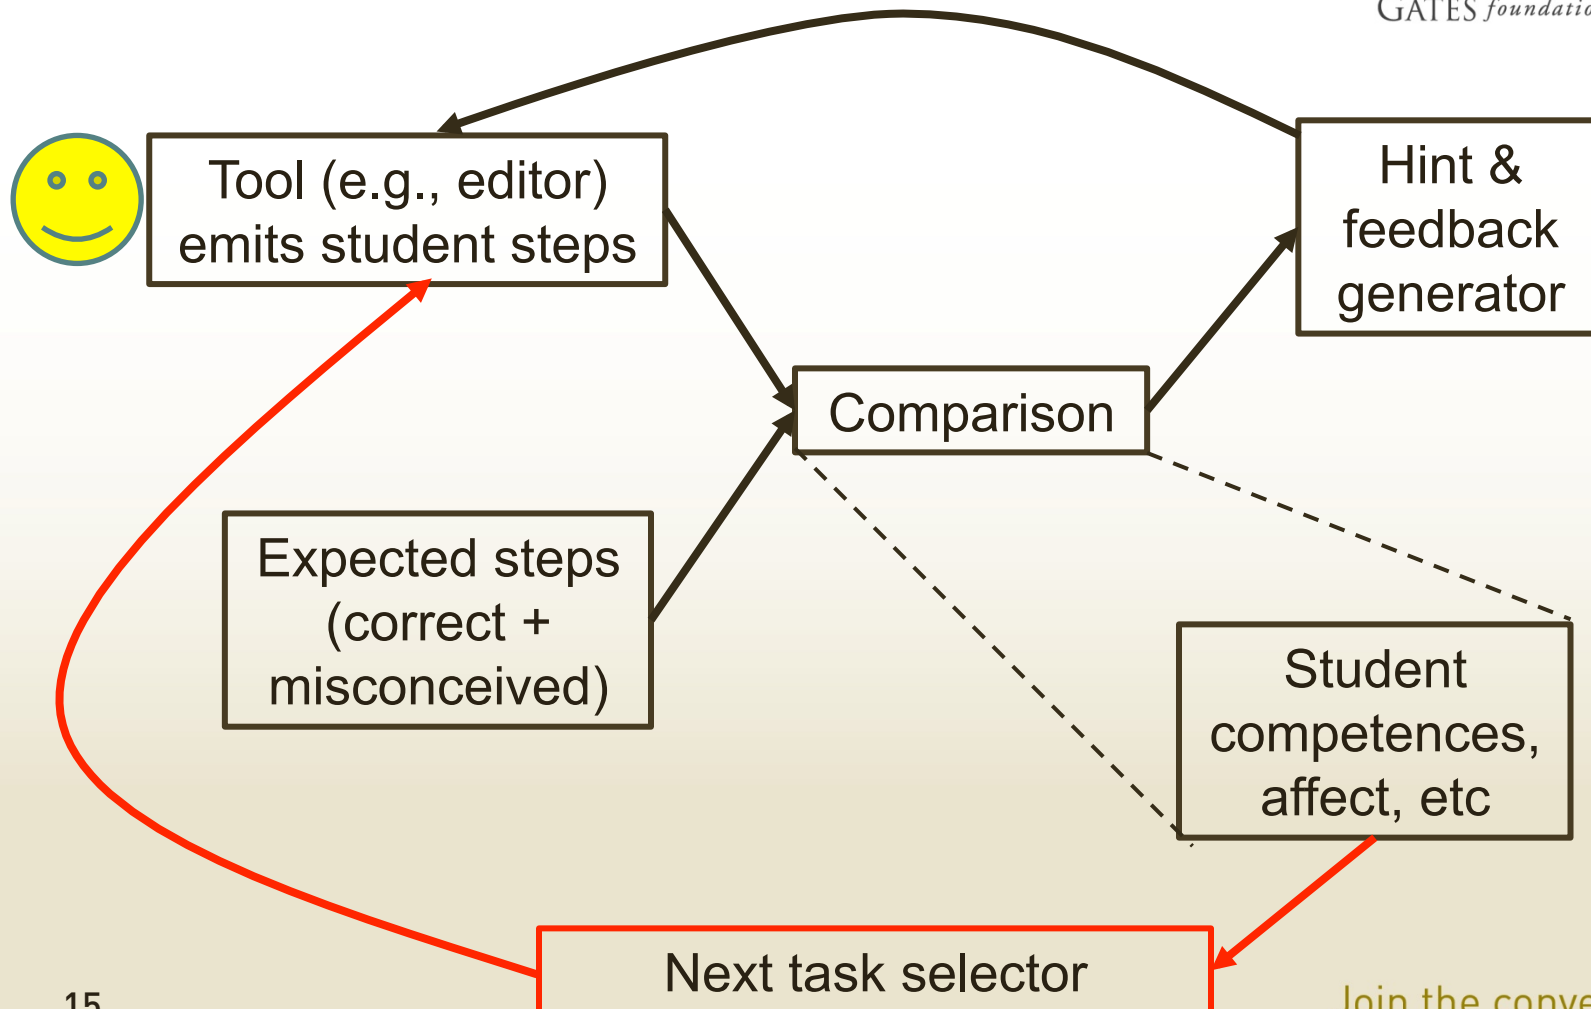 GATES foundatio
Tool (e.g., editor)
emits student steps
Hint &
feedback
generator
Comparison
Expected steps
(correct +
misconceived)
Student
competences,
affect, etc
Next task selector
15
Join the conve